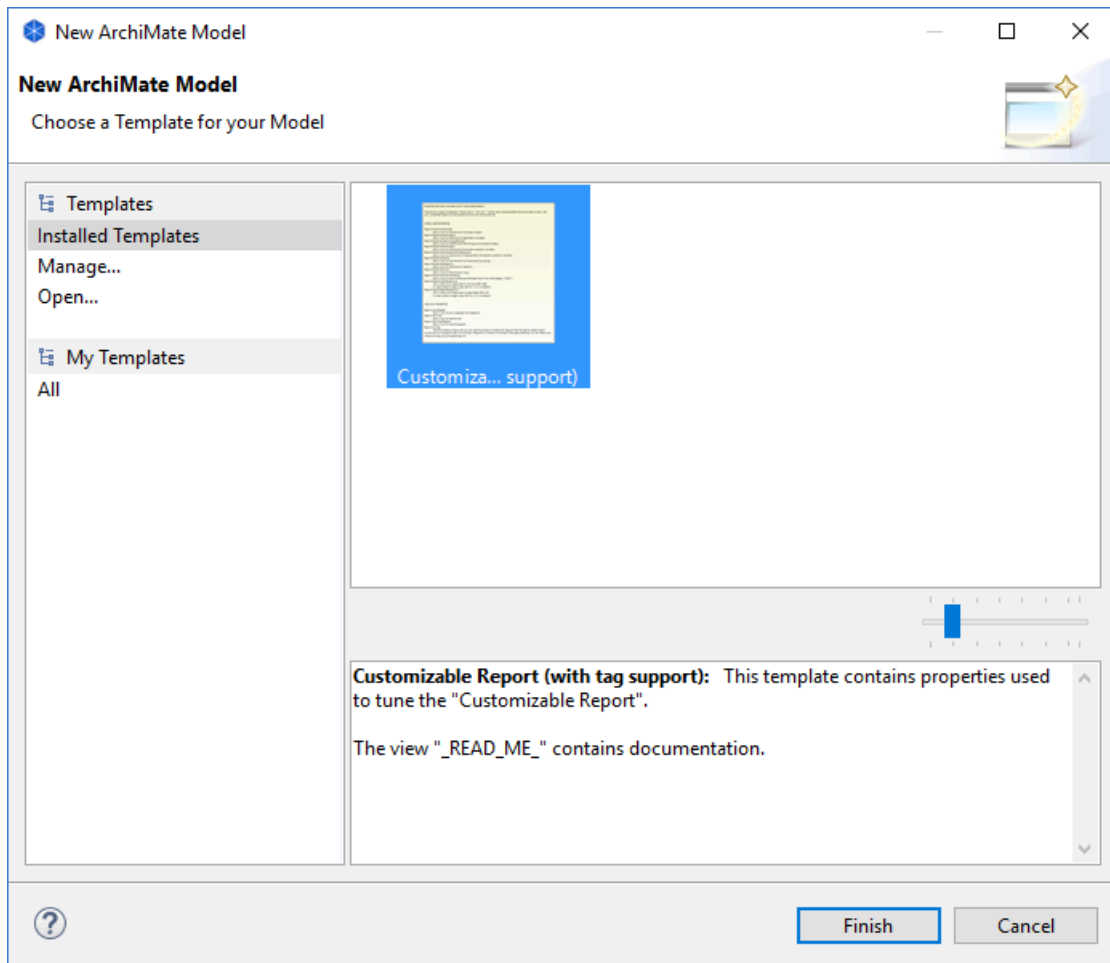 New ArchiMate Model
New ArchiMate Model
Choose a Template for your Model
Templates
Installed Templates
Manage...
Open...
My Templates
All
Customiza... support)
Customizable Report (with tag support): This template contains properties used
to tune the "Customizable Report".
The view "_READ_ME_" contains documentation.
?
Finish
Cancel